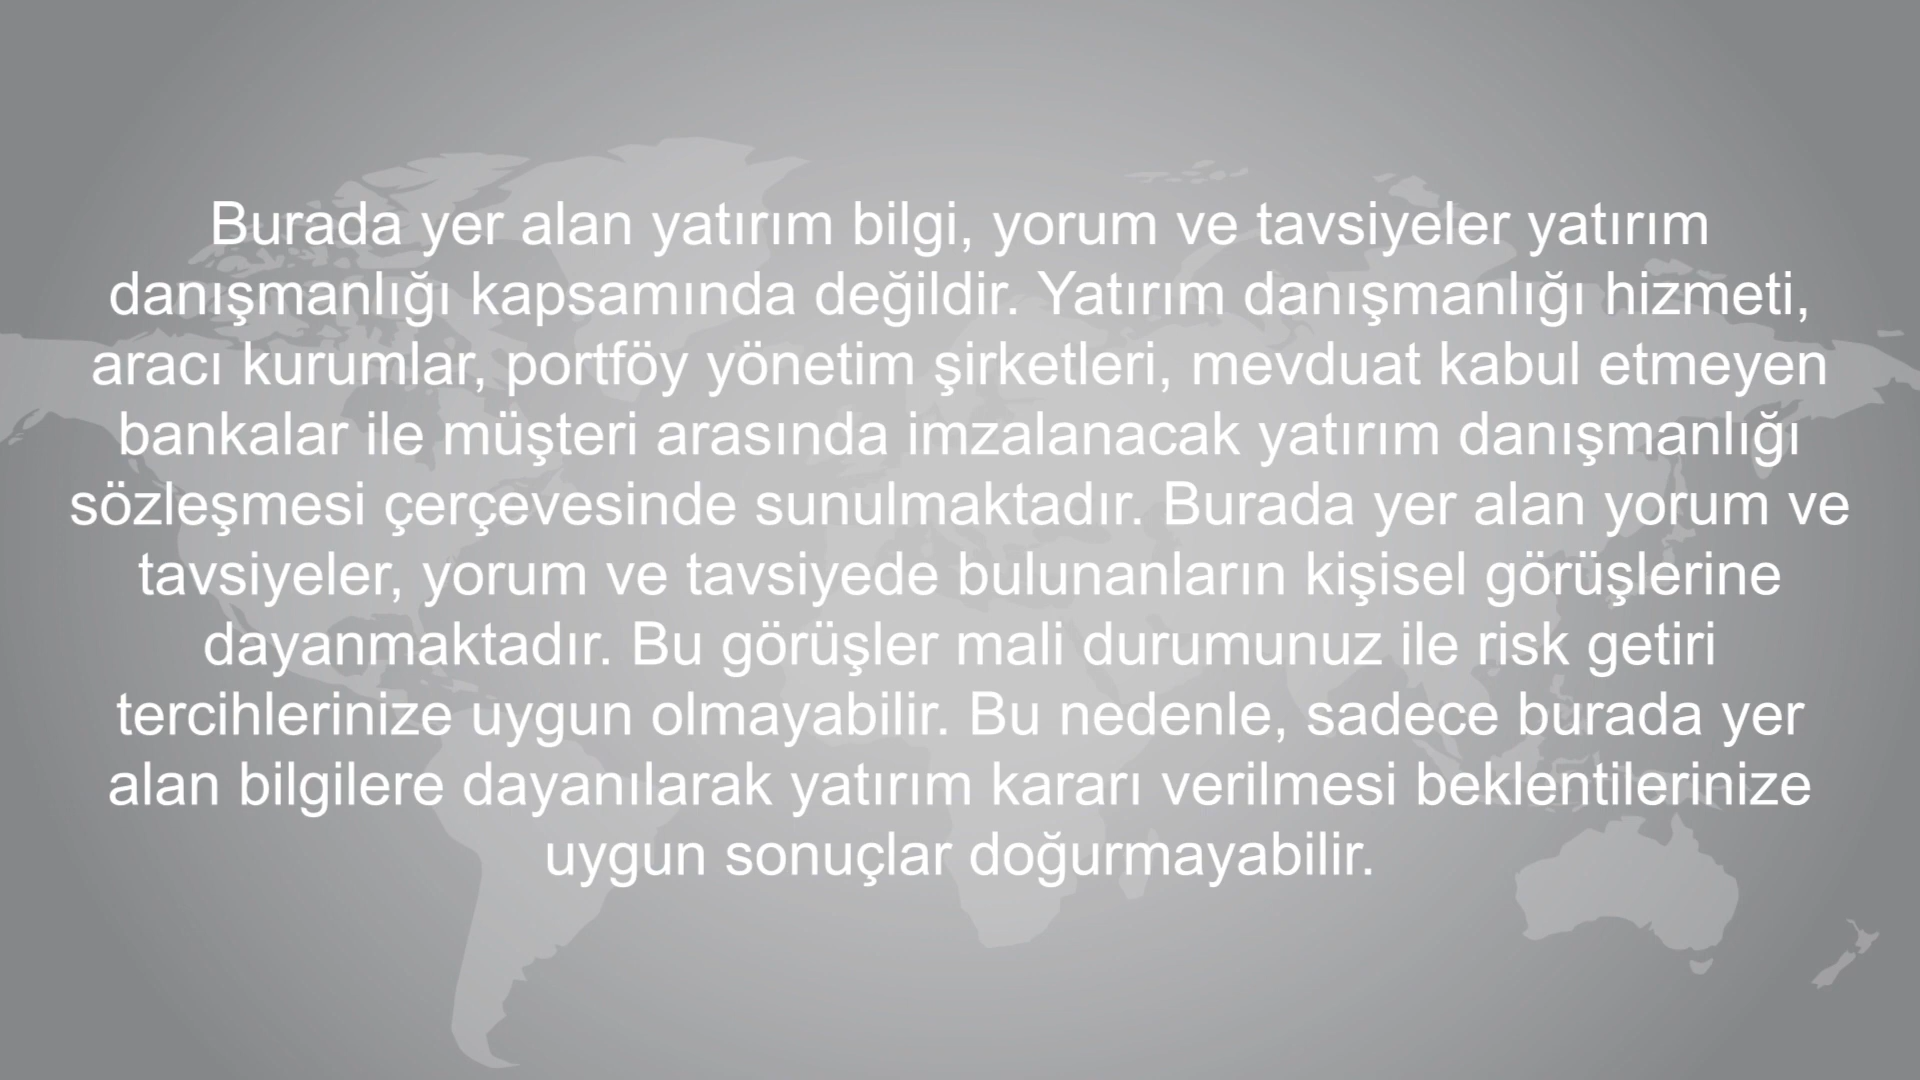 Burada yer alan yatırım bilgi, yorum ve tavsiyeler yatırım
danışmanlığı kapsamında değildir. Yatırım danışmanlığı hizmeti,
aracı kurumlar, portföy yönetim şirketleri, mevduat kabul etmeyen
bankalar ile müşteri arasında imzalanacak yatırım danışmanlığı
sözleşmesi çerçevesinde sunulmaktadır. Burada yer alan yorum ve
tavsiyeler, yorum ve tavsiyede bulunanların kişisel görüşlerine
dayanmaktadır. Bu görüşler mali durumunuz ile risk getiri
tercihlerinize uygun olmayabilir. Bu nedenle, sadece burada yer
alan bilgilere dayanılarak yatırım kararı verilmesi beklentilerinize
uygun sonuçlar doğurmayabilir.